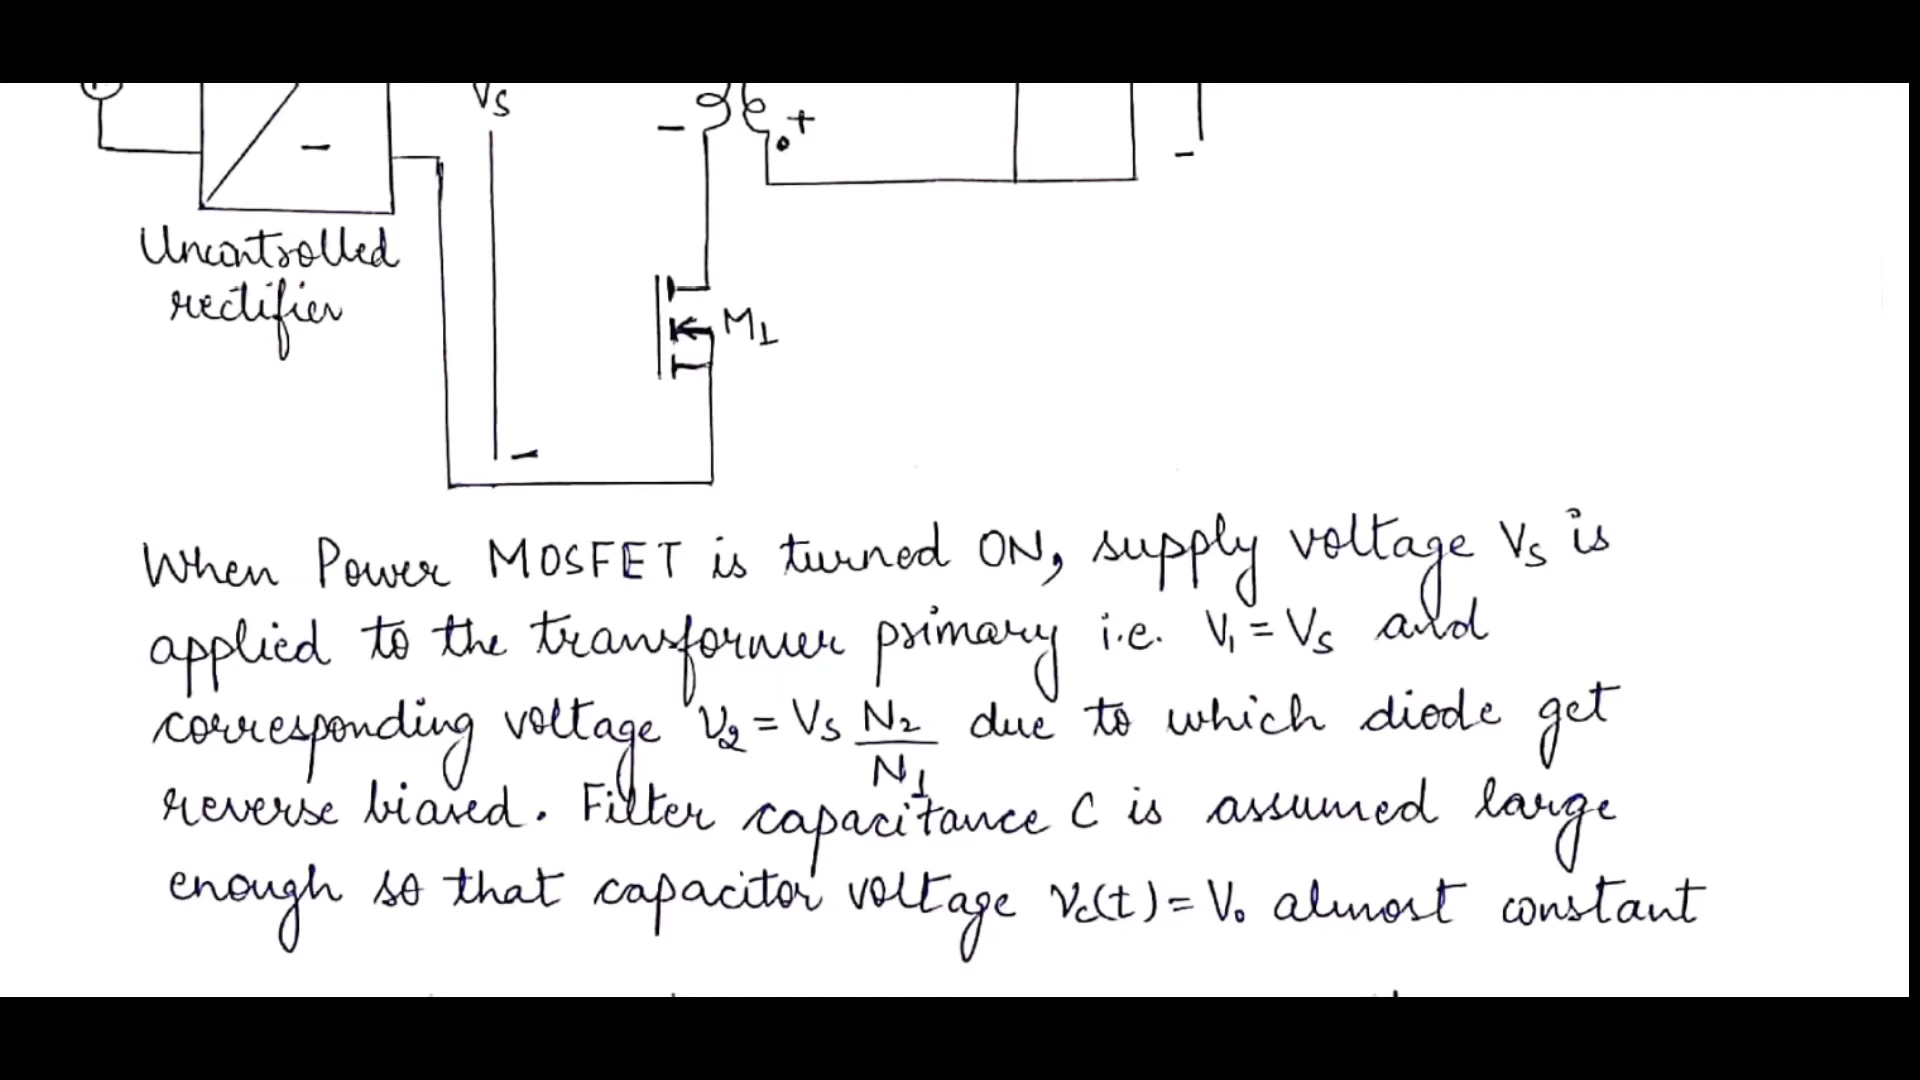 Vs
-
+
-
-
Uncontrolled
rectifier
M1
-
When Power MOSFET is turned ON, supply voltage Vs is
applied to the transformer primary i.e. V1 = Vs and
corresponding voltage v2 = Vs N2/N1 due to which diode get
reverse biased. Filter capacitance C is assumed large
enough so that capacitor voltage vc(t) = Vo almost constant